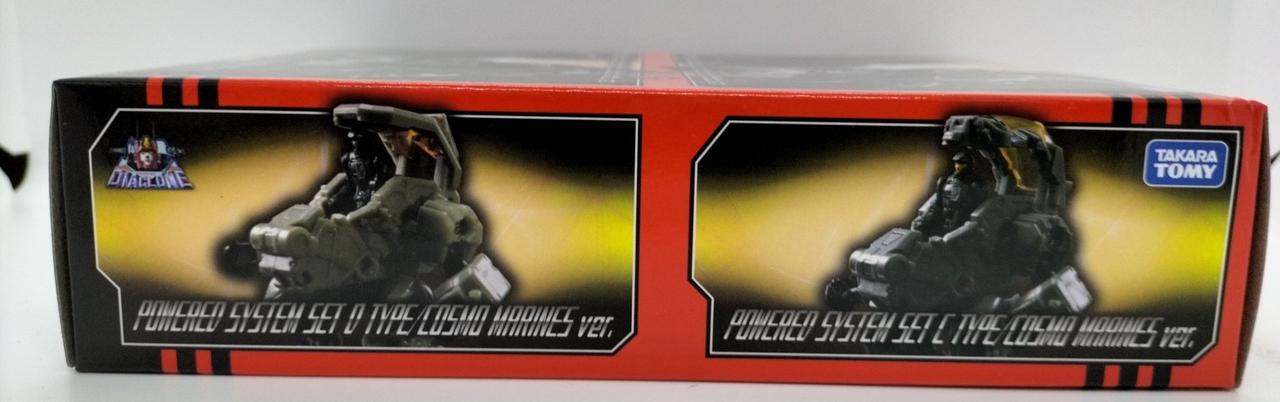 DIACLONE
POWERED SYSTEM SET D TYPE/COSMO MARINES ver.
TAKARA
TOMY
POWERED SYSTEM SET C TYPE/COSMO MARINES ver.